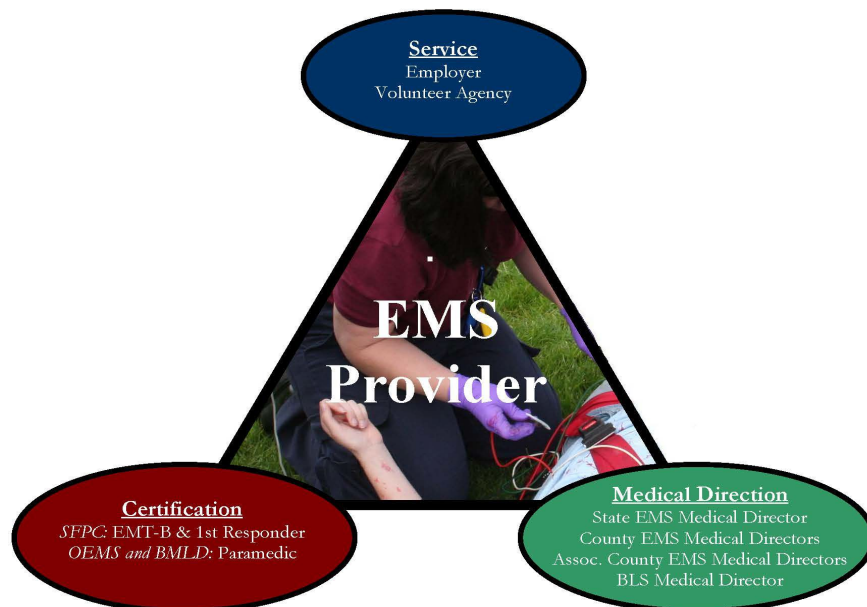 Service
Employer
Volunteer Agency
EMS
Provider
Certification
SFPC: EMT-B & 1st Responder
OEMS and BMLD: Paramedic
Medical Direction
State EMS Medical Director
County EMS Medical Directors
Assoc. County EMS Medical Directors
BLS Medical Director